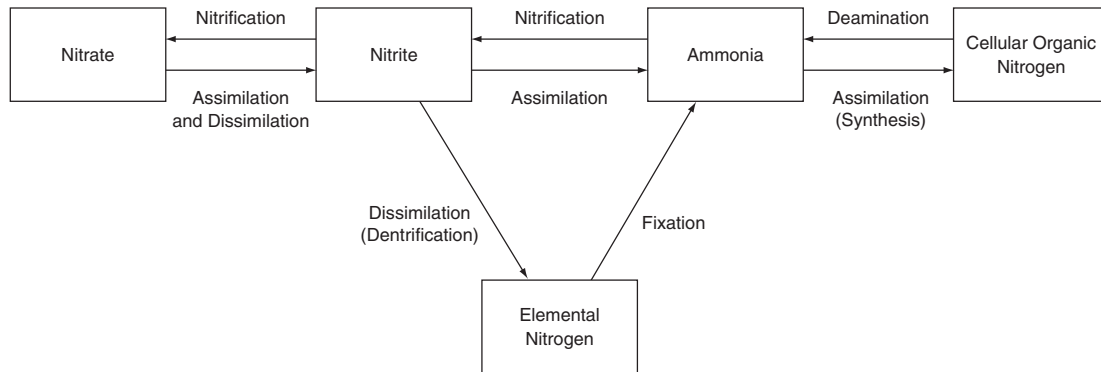 Nitrification
Nitrification
Deamination
Nitrate
Nitrite
Ammonia
Cellular Organic
Nitrogen
Assimilation
and Dissimilation
Assimilation
Assimilation
(Synthesis)
Dissimilation
(Dentrification)
Fixation
Elemental
Nitrogen